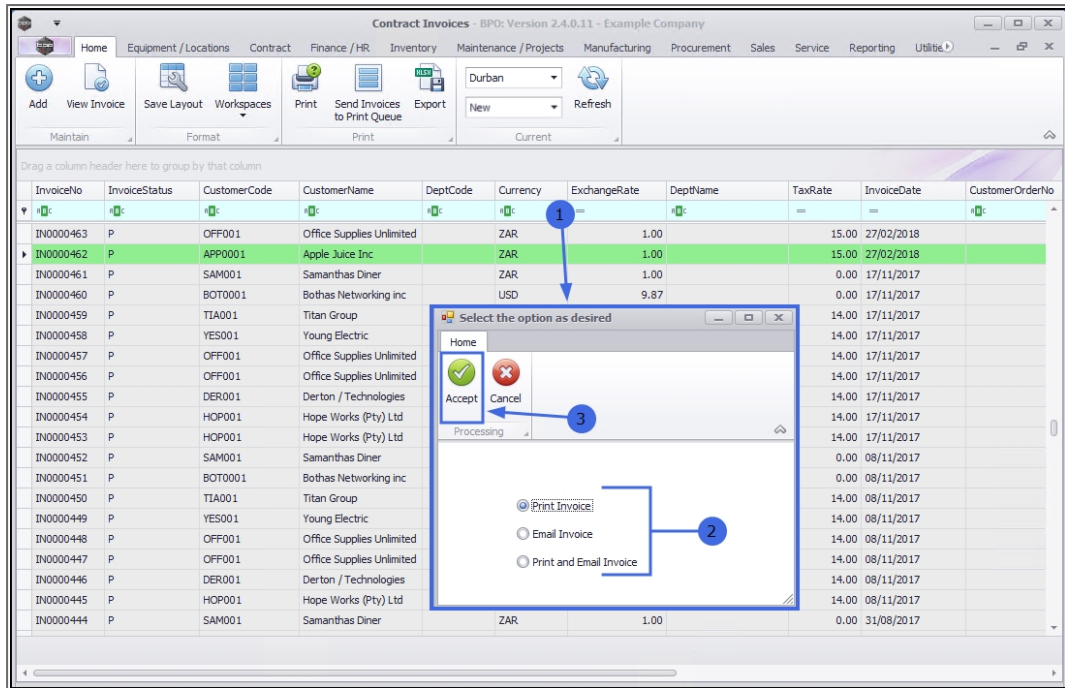 Contract Invoices - BPO: Version 2.4.0.11 - Example Company
Home Equipment / Locations Contract Finance / HR Inventory Maintenance / Projects Manufacturing Procurement Sales Service Reporting
Add View Invoice Save Layout Workspaces Print Send Invoices to Print Queue Export Durban New Refresh
Maintain Format Print Current
Drag a column header here to group by that column
InvoiceNo InvoiceStatus CustomerCode CustomerName DeptCode Currency ExchangeRate DeptName TaxRate InvoiceDate CustomerOrderNo
1
IN0000463 P OFF001 Office Supplies Unlimited ZAR 1.00 15.00 27/02/2018
IN0000462 P APP0001 Apple Juice Inc ZAR 1.00 15.00 27/02/2018
IN0000461 P SAM001 Samanthas Diner ZAR 1.00 0.00 17/11/2017
IN0000460 P BOT0001 Bothas Networking inc USD 9.87 0.00 17/11/2017
IN0000459 P TIA001 Titan Group 14.00 17/11/2017
IN0000458 P YES001 Young Electric 14.00 17/11/2017
IN0000457 P OFF001 Office Supplies Unlimited 14.00 17/11/2017
IN0000456 P OFF001 Office Supplies Unlimited 14.00 17/11/2017
IN0000455 P DER001 Derton / Technologies 14.00 17/11/2017
IN0000454 P HOP001 Hope Works (Pty) Ltd 14.00 17/11/2017
IN0000453 P HOP001 Hope Works (Pty) Ltd 14.00 17/11/2017
IN0000452 P SAM001 Samanthas Diner 0.00 08/11/2017
IN0000451 P BOT0001 Bothas Networking inc 0.00 08/11/2017
IN0000450 P TIA001 Titan Group 14.00 08/11/2017
IN0000449 P YES001 Young Electric 14.00 08/11/2017
IN0000448 P OFF001 Office Supplies Unlimited 14.00 08/11/2017
IN0000447 P OFF001 Office Supplies Unlimited 14.00 08/11/2017
IN0000446 P DER001 Derton / Technologies 14.00 08/11/2017
IN0000445 P HOP001 Hope Works (Pty) Ltd 14.00 08/11/2017
IN0000444 P SAM001 Samanthas Diner ZAR 1.00 0.00 31/08/2017
Select the option as desired
Home
Accept Cancel
3
Processing
Print Invoice
Email Invoice
2
Print and Email Invoice